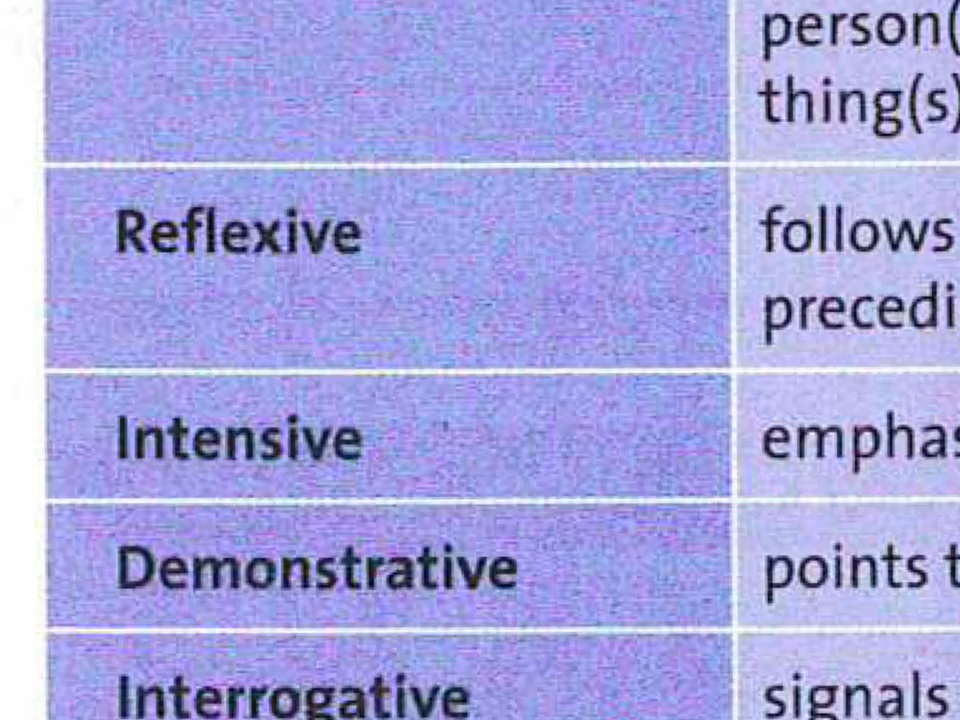 person(
thing(s)
Reflexive follows
precedi
Intensive emphas
Demonstrative points t
Interrogative signals